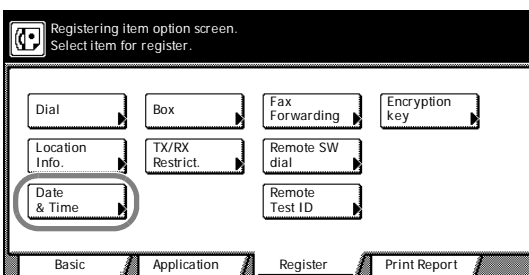 Registering item option screen.
Select item for register.
Dial
Box
Fax
Forwarding
Encryption
key
Location
Info.
TX/RX
Restrict.
Remote SW
dial
Date
& Time
Remote
Test ID
Basic
Application
Register
Print Report